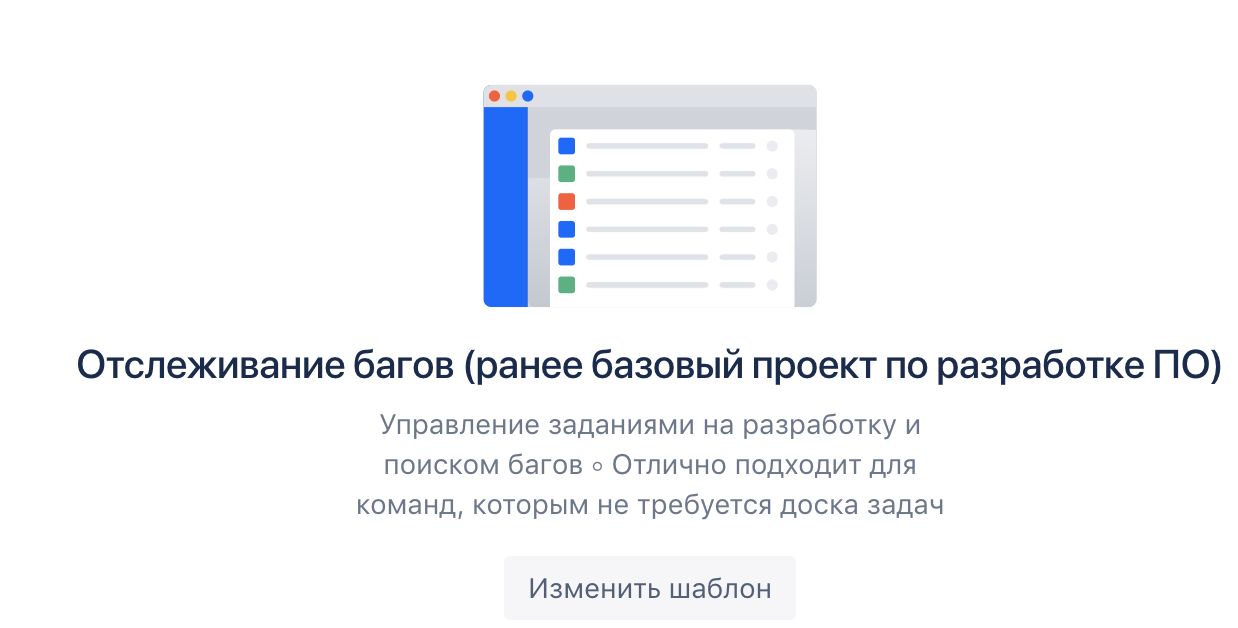 Отслеживание багов (ранее базовый проект по разработке ПО)
Управление заданиями на разработку и
поиском багов ◦ Отлично подходит для
команд, которым не требуется доска задач
Изменить шаблон